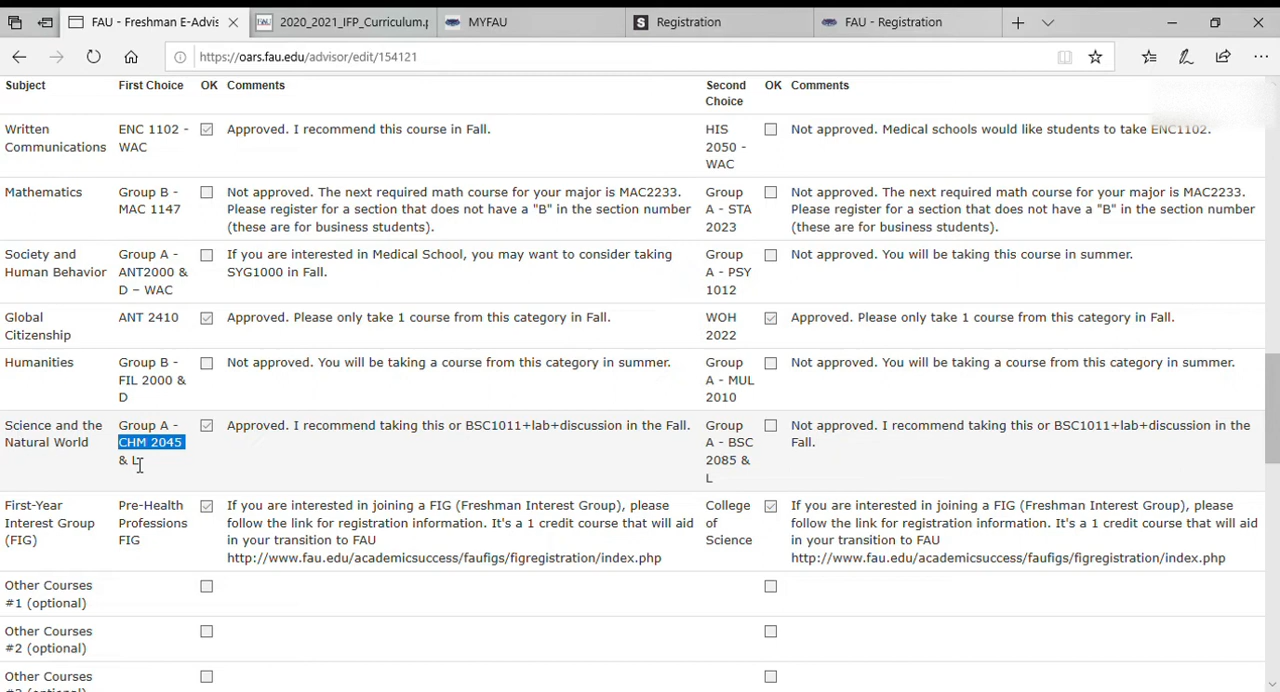 FAU - Freshman E-Advis
2020_2021_IFP_Curriculum.p
MYFAU
Registration
FAU - Registration
https://oars.fau.edu/advisor/edit/154121
Subject First Choice OK Comments Second Choice OK Comments
Written Communications
ENC 1102 - WAC
Approved. I recommend this course in Fall.
HIS 2050 - WAC
Not approved. Medical schools would like students to take ENC1102.
Mathematics
Group B - MAC 1147
Not approved. The next required math course for your major is MAC2233.
Please register for a section that does not have a "B" in the section number
(these are for business students).
Group A - STA 2023
Not approved. The next required math course for your major is MAC2233.
Please register for a section that does not have a "B" in the section number
(these are for business students).
Society and Human Behavior
Group A - ANT2000 & D – WAC
If you are interested in Medical School, you may want to consider taking
SYG1000 in Fall.
Group A - PSY 1012
Not approved. You will be taking this course in summer.
Global Citizenship
ANT 2410
Approved. Please only take 1 course from this category in Fall.
WOH 2022
Approved. Please only take 1 course from this category in Fall.
Humanities
Group B - FIL 2000 & D
Not approved. You will be taking a course from this category in summer.
Group A - MUL 2010
Not approved. You will be taking a course from this category in summer.
Science and the Natural World
Group A - CHM 2045 & L
Approved. I recommend taking this or BSC1011+lab+discussion in the Fall.
Group A - BSC 2085 & L
Not approved. I recommend taking this or BSC1011+lab+discussion in the
Fall.
First-Year Interest Group (FIG)
Pre-Health Professions FIG
If you are interested in joining a FIG (Freshman Interest Group), please
follow the link for registration information. It's a 1 credit course that will aid
in your transition to FAU
http://www.fau.edu/academicsuccess/faufigs/figregistration/index.php
College of Science
If you are interested in joining a FIG (Freshman Interest Group), please
follow the link for registration information. It's a 1 credit course that will aid
in your transition to FAU
http://www.fau.edu/academicsuccess/faufigs/figregistration/index.php
Other Courses
#1 (optional)
Other Courses
#2 (optional)
Other Courses